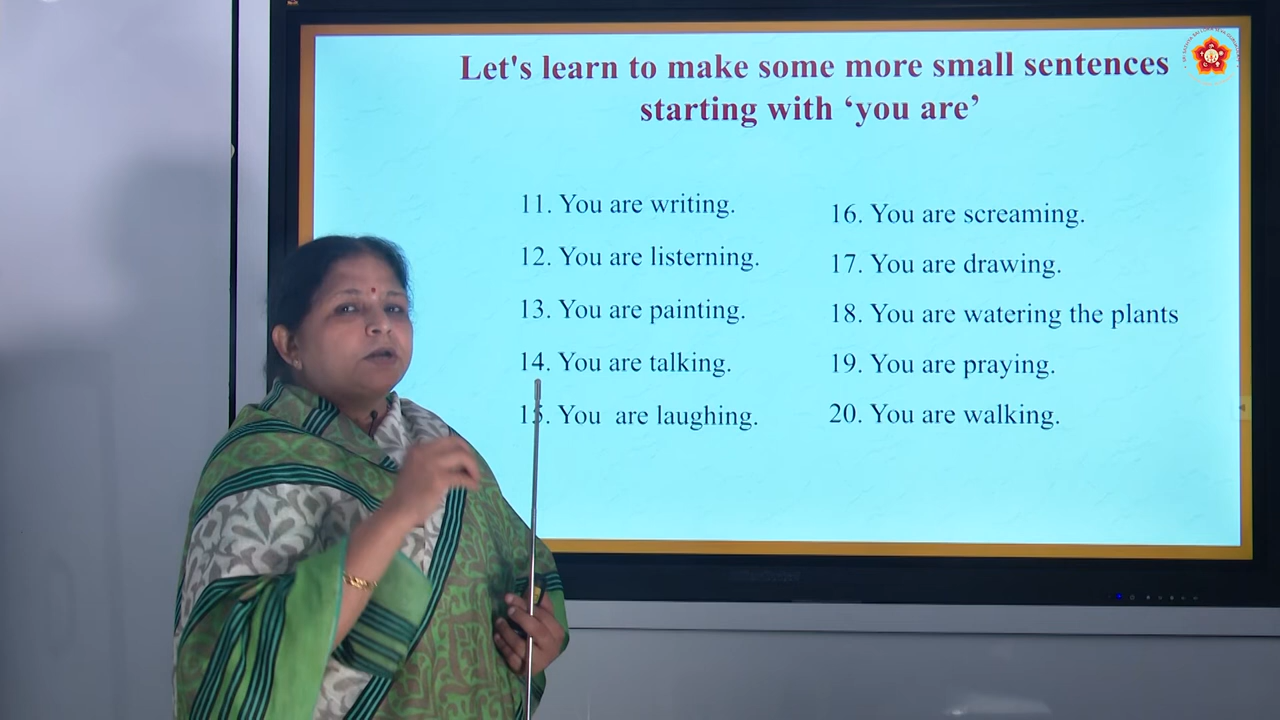 Let's learn to make some more small sentences
starting with ‘you are’
11. You are writing.
12. You are listerning.
13. You are painting.
14. You are talking.
15. You  are laughing.
16. You are screaming.
17. You are drawing.
18. You are watering the plants
19. You are praying.
20. You are walking.